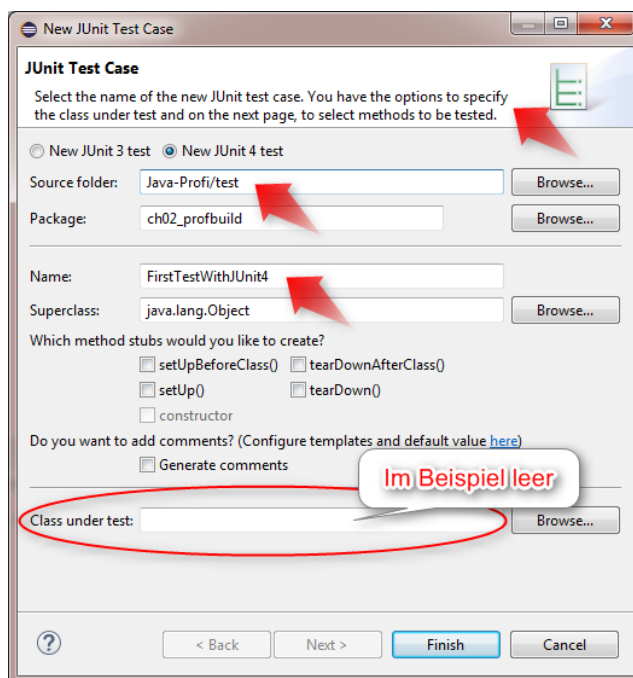 New JUnit Test Case
JUnit Test Case
Select the name of the new JUnit test case. You have the options to specify
the class under test and on the next page, to select methods to be tested.
New JUnit 3 test New JUnit 4 test
Source folder: Java-Profi/test Browse...
Package: ch02_profbuild Browse...
Name: FirstTestWithJUnit4
Superclass: java.lang.Object Browse...
Which method stubs would you like to create?
setUpBeforeClass() tearDownAfterClass()
setUp() tearDown()
constructor
Do you want to add comments? (Configure templates and default value here)
Generate comments
Im Beispiel leer
Class under test: Browse...
? < Back Next > Finish Cancel